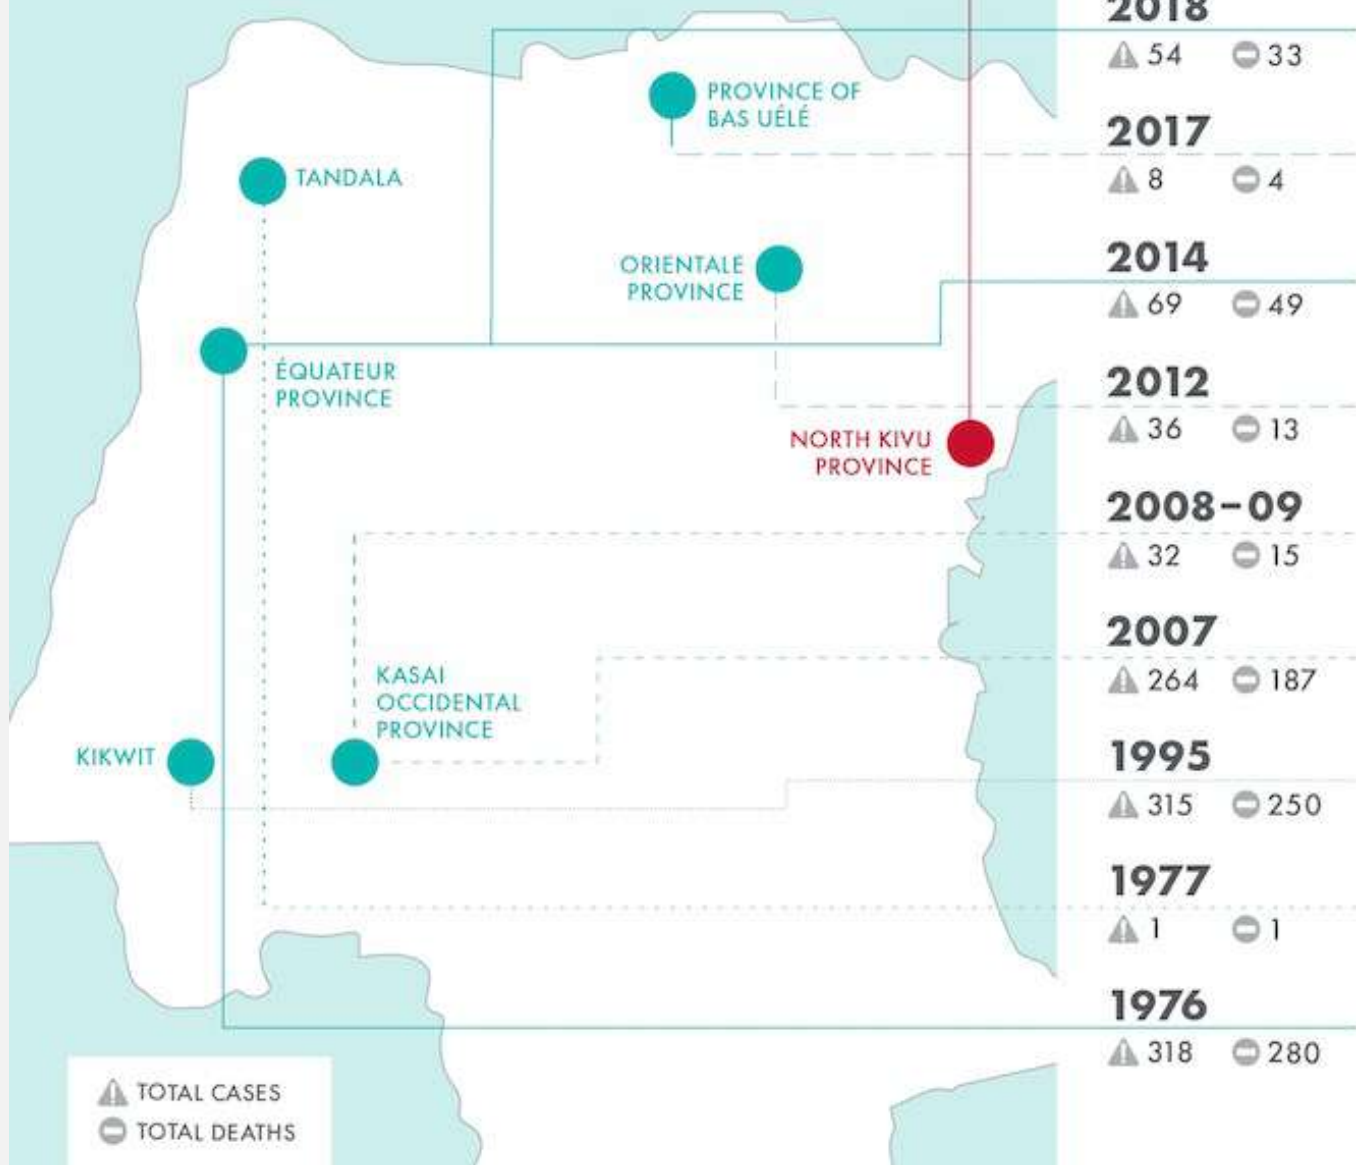 2018
54 33
PROVINCE OF
BAS UÉLÉ
2017
8 4
TANDALA
ORIENTALE
PROVINCE
2014
69 49
ÉQUATEUR
PROVINCE
2012
36 13
NORTH KIVU
PROVINCE
2008–09
32 15
2007
264 187
KASAI
OCCIDENTAL
PROVINCE
KIKWIT
1995
315 250
1977
1 1
1976
318 280
TOTAL CASES
TOTAL DEATHS